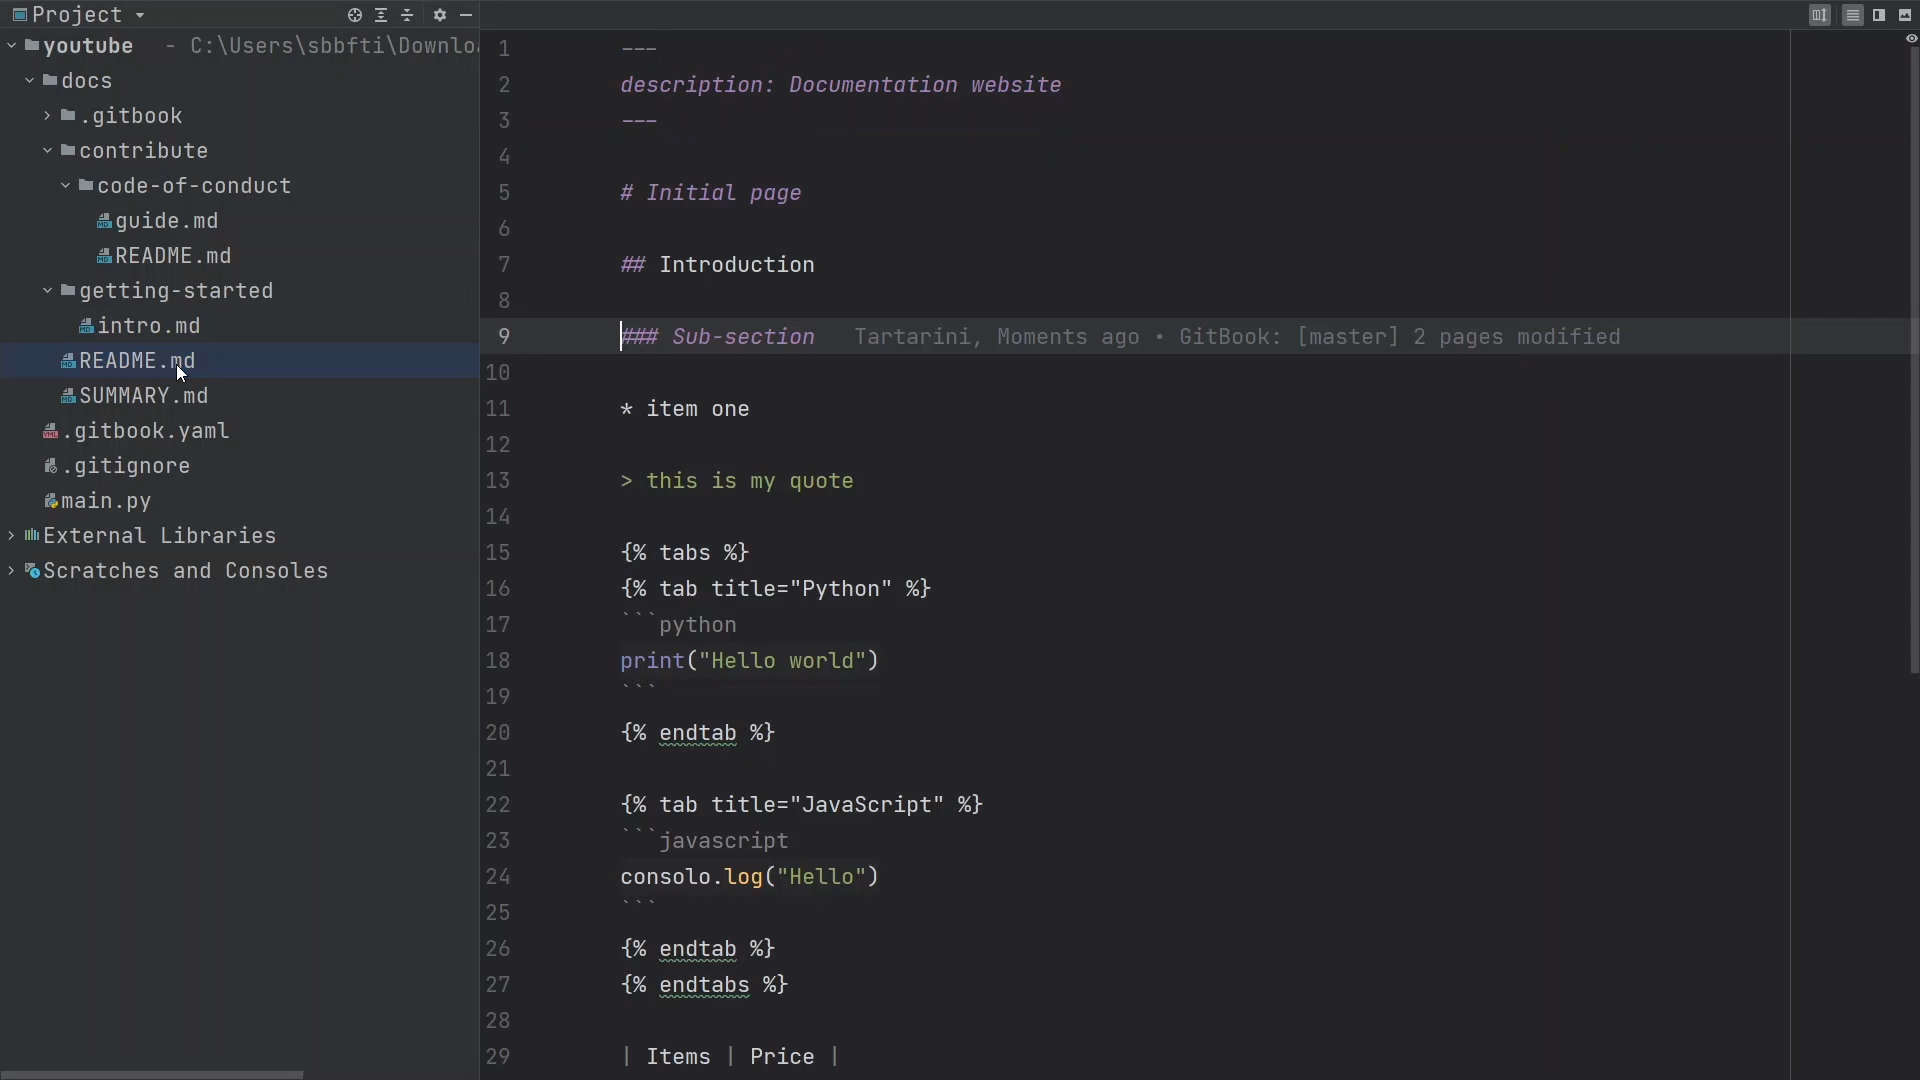 Project
youtube - C:\Users\sbbfti\Downlo
docs
.gitbook
contribute
code-of-conduct
guide.md
README.md
getting-started
intro.md
README.md
SUMMARY.md
.gitbook.yaml
.gitignore
main.py
External Libraries
Scratches and Consoles
1 ---
2 description: Documentation website
3 ---
4
5 # Initial page
6
7 ## Introduction
8
9 ### Sub-section Tartarini, Moments ago • GitBook: [master] 2 pages modified
10
11 * item one
12
13 > this is my quote
14
15 {% tabs %}
16 {% tab title="Python" %}
17 ```python
18 print("Hello world")
19 ```
20 {% endtab %}
21
22 {% tab title="JavaScript" %}
23 ```javascript
24 consolo.log("Hello")
25 ```
26 {% endtab %}
27 {% endtabs %}
28
29 | Items | Price |